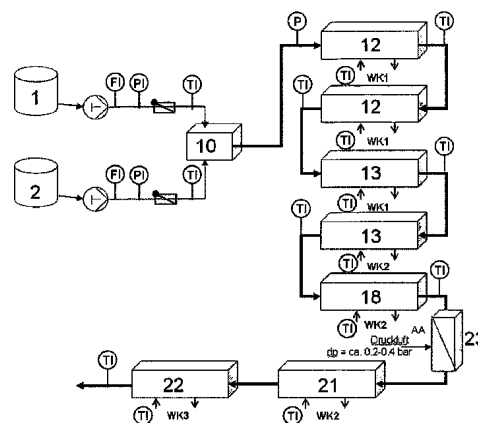 P
TI
12
TI
WK1
1
FI
PI
TI
TI
12
TI
WK1
10
13
TI
2
FI
PI
TI
TI
WK1
13
TI
WK2
TI
18
AA
23
TI
WK2
Druckluft
dp = ca. 0.2-0.4 bar
TI
22
21
TI
WK3
TI
WK2